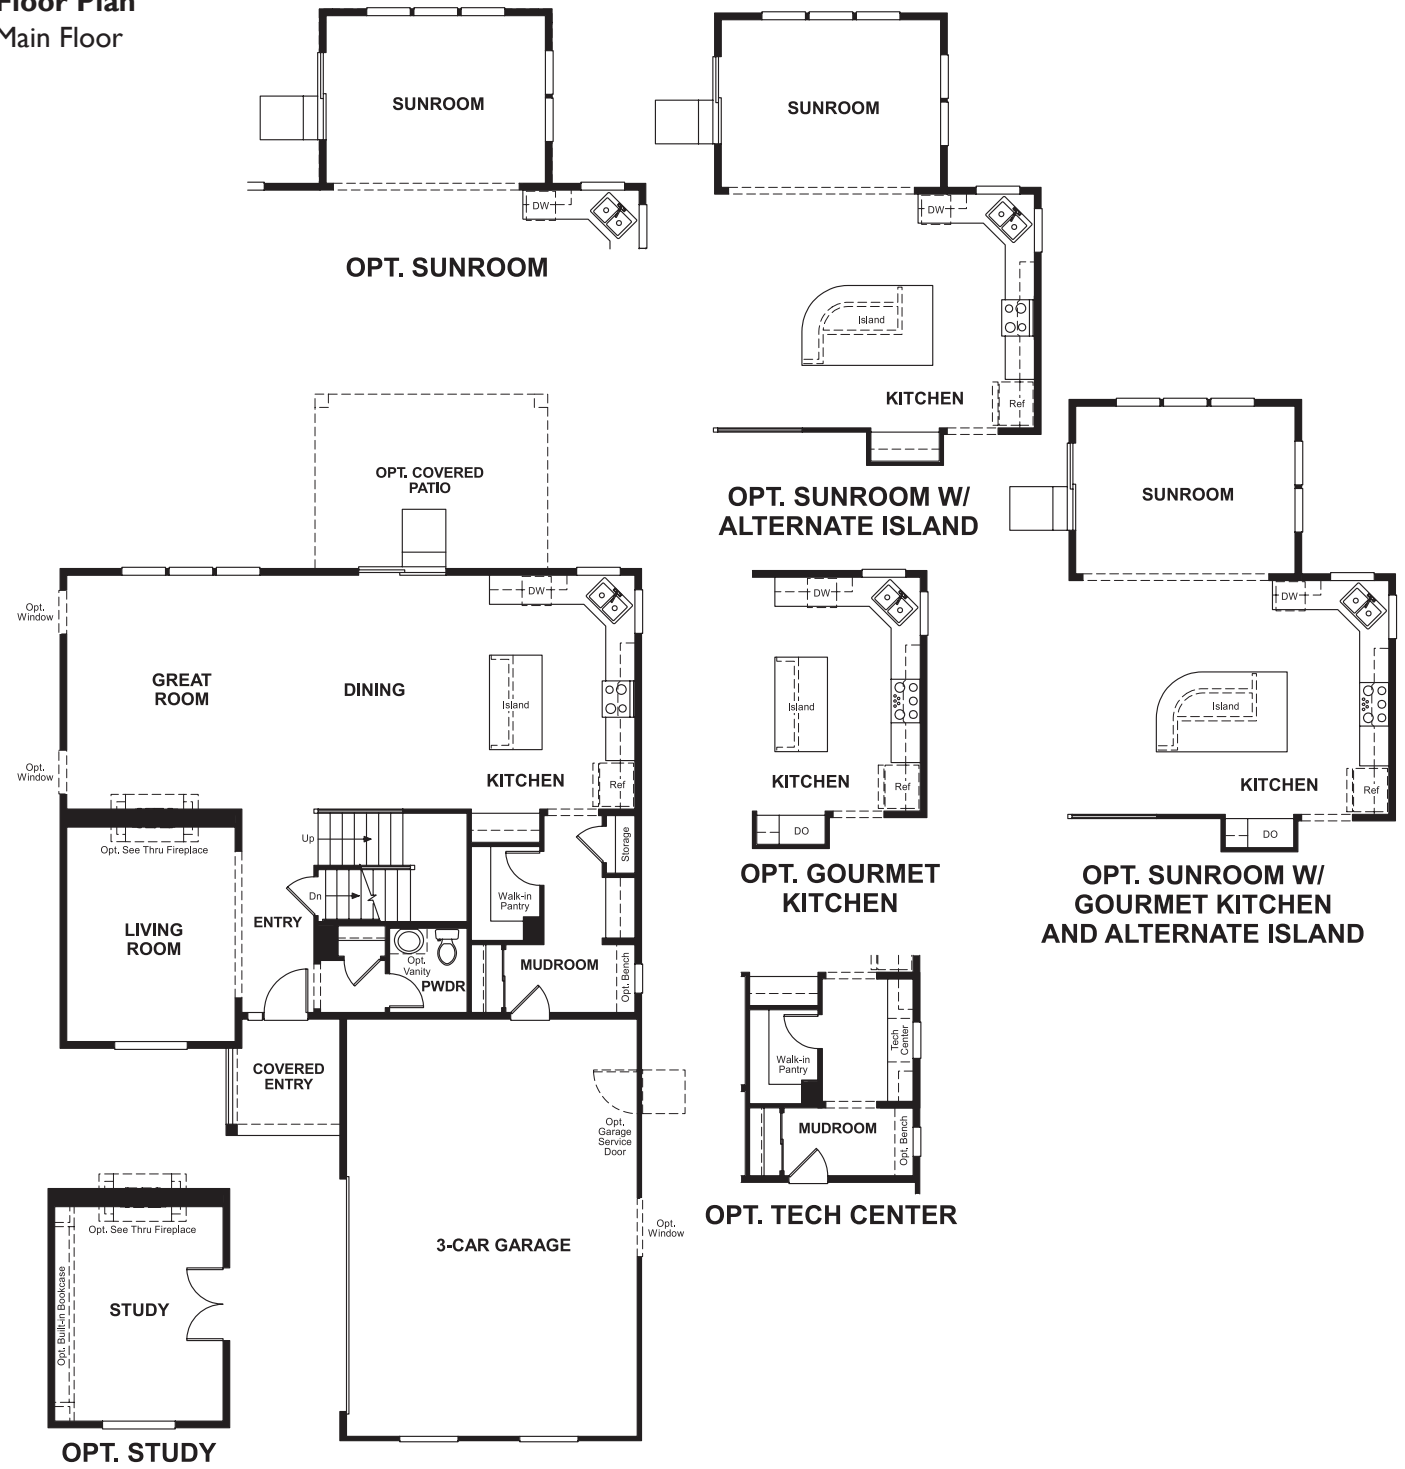 Floor Plan
Main Floor
SUNROOM
DW
OPT. SUNROOM
SUNROOM
DW
Island
KITCHEN
Ref
OPT. SUNROOM W/
ALTERNATE ISLAND
SUNROOM
DW
Island
KITCHEN
Ref
DO
OPT. SUNROOM W/
GOURMET KITCHEN
AND ALTERNATE ISLAND
OPT. COVERED
PATIO
Opt.
Window
GREAT
ROOM
DINING
DW
Island
KITCHEN
Ref
Opt.
Window
Opt. See Thru Fireplace
Up
Dn
Storage
Walk-in
Pantry
LIVING
ROOM
ENTRY
Opt.
Vanity
PWDR
MUDROOM
Opt. Bench
COVERED
ENTRY
Opt.
Garage
Service
Door
3-CAR GARAGE
Opt.
Window
DW
Island
KITCHEN
Ref
DO
OPT. GOURMET
KITCHEN
Walk-in
Pantry
Tech
Center
MUDROOM
Opt. Bench
OPT. TECH CENTER
Opt. See Thru Fireplace
Opt. Built-in Bookcase
STUDY
OPT. STUDY